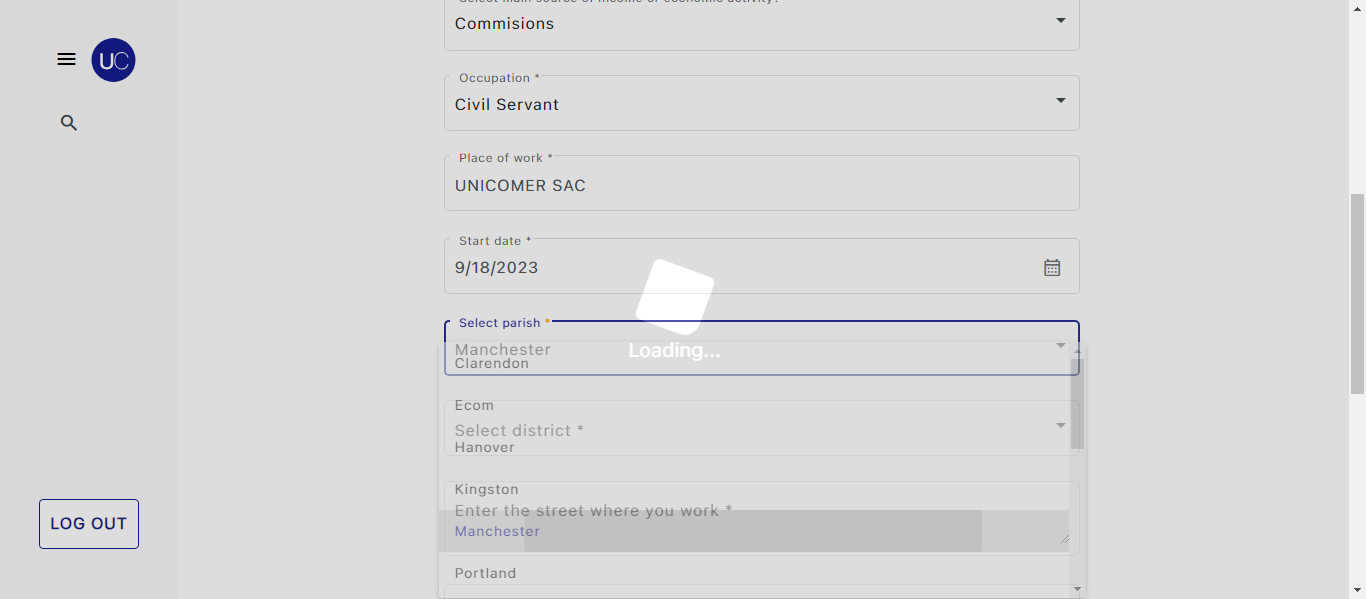 Select main source of income or economic activity?
Commisions
UC
Occupation *
Civil Servant
Place of work *
UNICOMER SAC
Start date *
9/18/2023
Select parish *
Manchester
Loading...
Clarendon
Ecom
Select district *
Hanover
Kingston
Enter the street where you work *
LOG OUT
Manchester
Portland